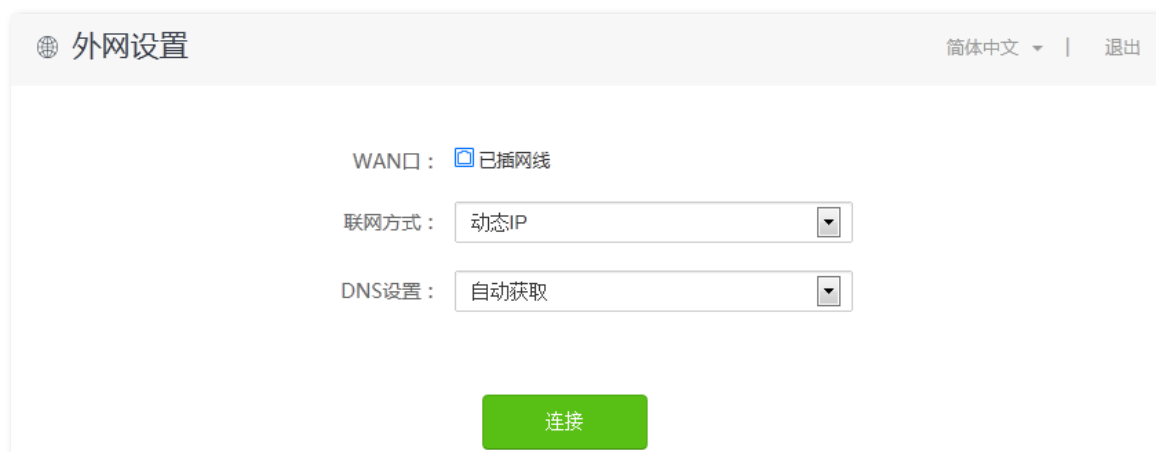 外网设置 简体中文 | 退出
WAN口： 已插网线
联网方式： 动态IP
DNS设置： 自动获取
连接